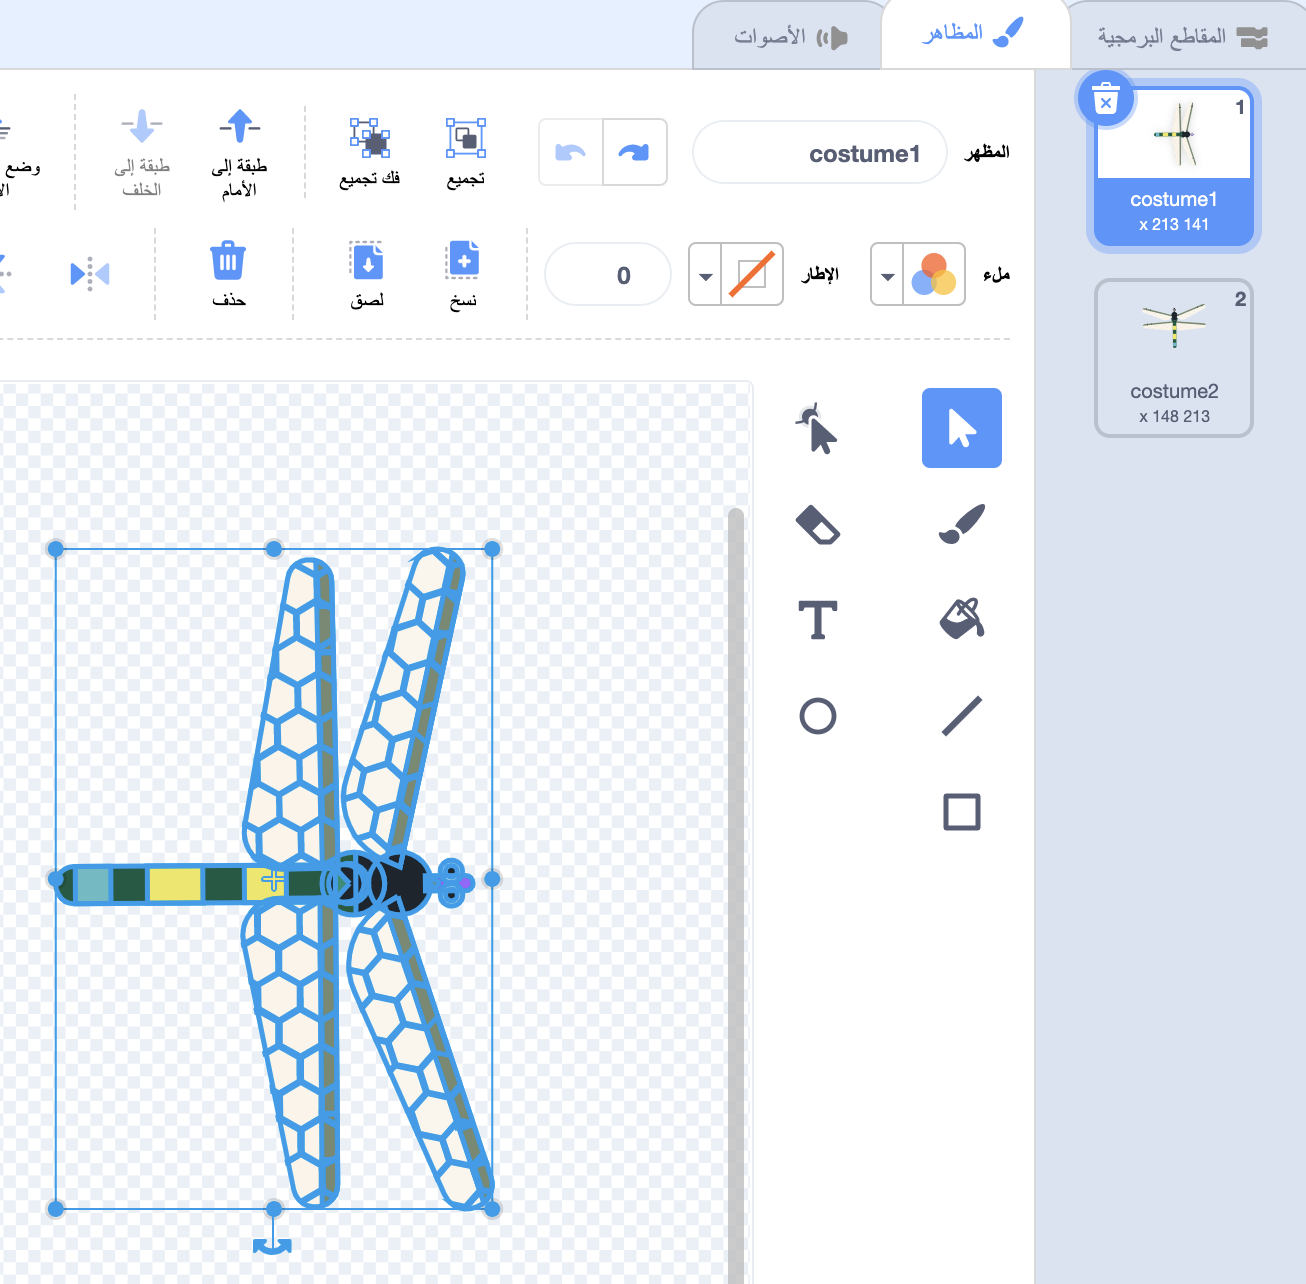 المقاطع البرمجية
المظاهر
الأصوات
1
costume1
213 x 141
2
costume2
148 x 213
المظهر
costume1
تجميع
فك تجميع
طبقة إلى
الأمام
طبقة إلى
الخلف
وضع
ملء
الإطار
0
نسخ
لصق
حذف